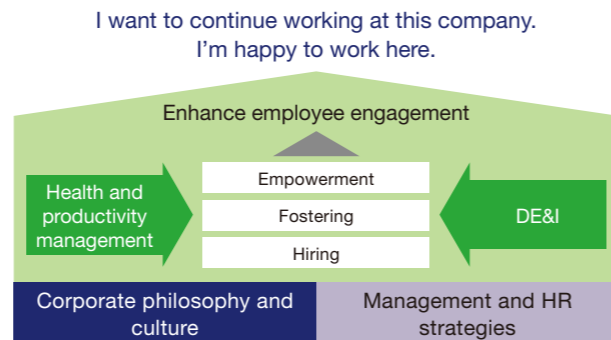 I want to continue working at this company.
I’m happy to work here.
Enhance employee engagement
Health and
productivity
management
Empowerment
Fostering
Hiring
DE&I
Corporate philosophy and
culture
Management and HR
strategies